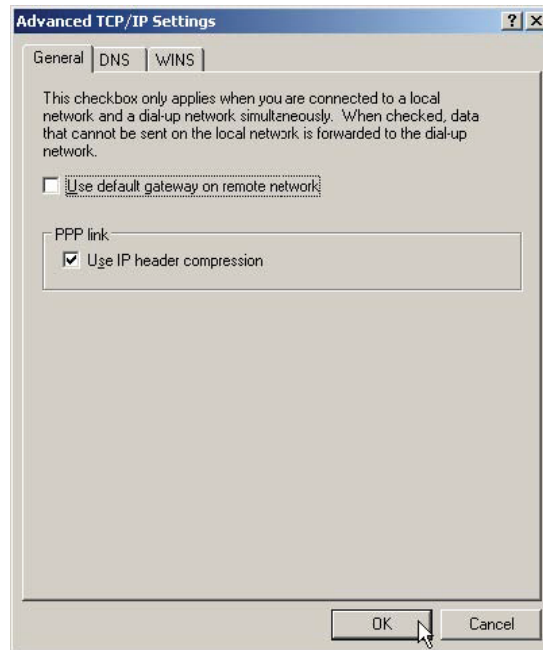 Advanced TCP/IP Settings ? X
General DNS WINS
This checkbox only applies when you are connected to a local
network and a dial-up network simultaneously. When checked, data
that cannot be sent on the local network is forwarded to the dial-up
network.
Use default gateway on remote network
PPP link
Use IP header compression
OK Cancel